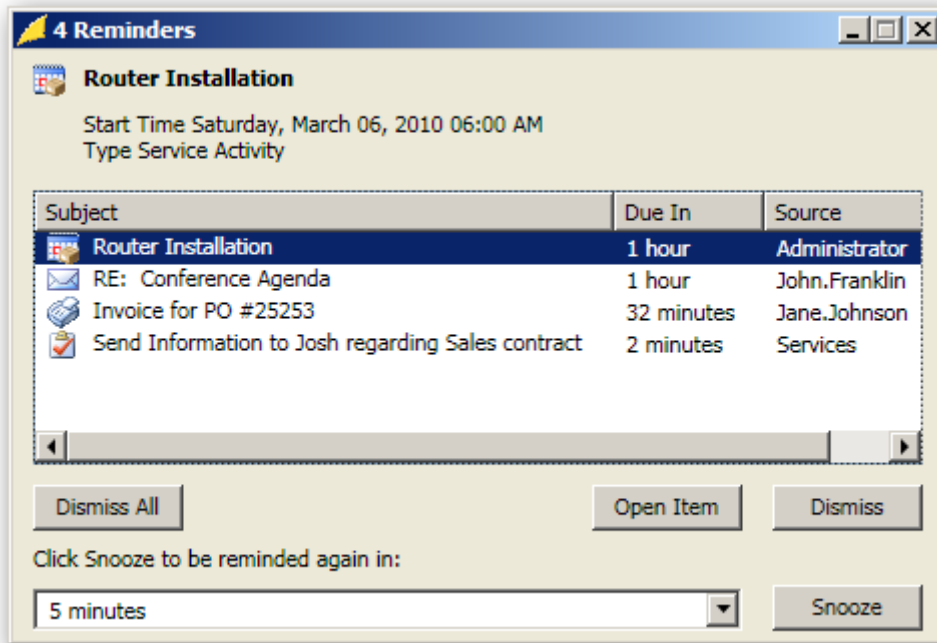 4 Reminders
Router Installation
Start Time Saturday, March 06, 2010 06:00 AM
Type Service Activity
Subject Due In Source
Router Installation 1 hour Administrator
RE: Conference Agenda 1 hour John.Franklin
Invoice for PO #25253 32 minutes Jane.Johnson
Send Information to Josh regarding Sales contract 2 minutes Services
Dismiss All Open Item Dismiss
Click Snooze to be reminded again in:
5 minutes Snooze